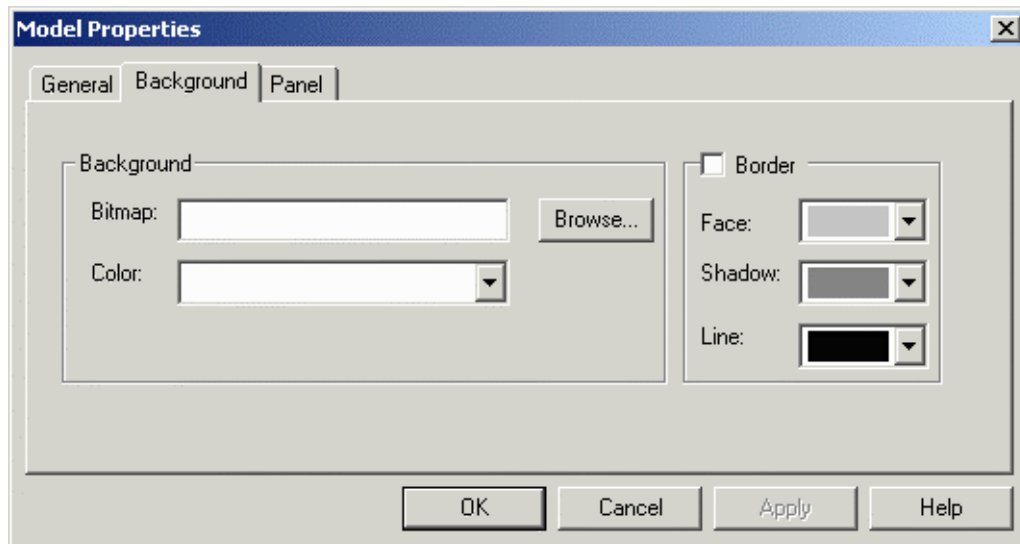 Model Properties
General Background Panel
Background
Border
Bitmap:
Browse...
Face:
Color:
Shadow:
Line:
OK Cancel Apply Help